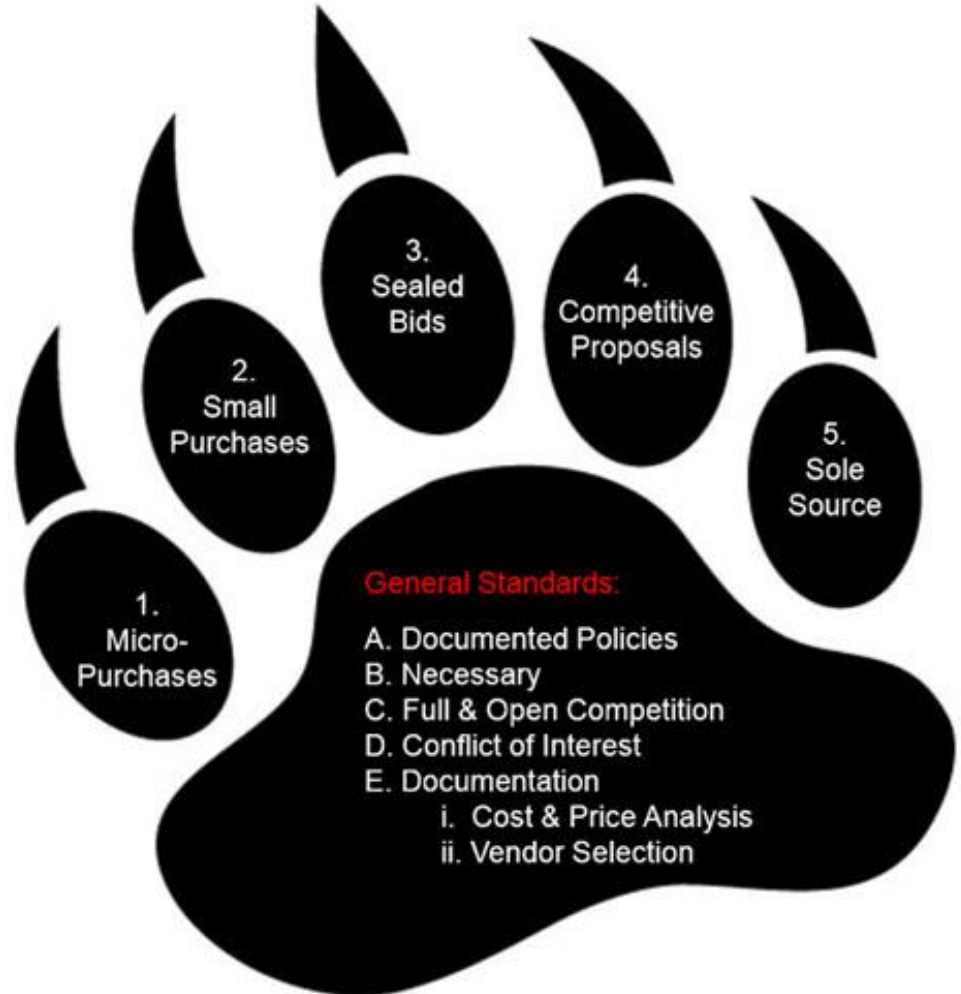 1.
Micro-
Purchases
2.
Small
Purchases
3.
Sealed
Bids
4.
Competitive
Proposals
5.
Sole
Source
General Standards:
A. Documented Policies
B. Necessary
C. Full & Open Competition
D. Conflict of Interest
E. Documentation
i. Cost & Price Analysis
ii. Vendor Selection